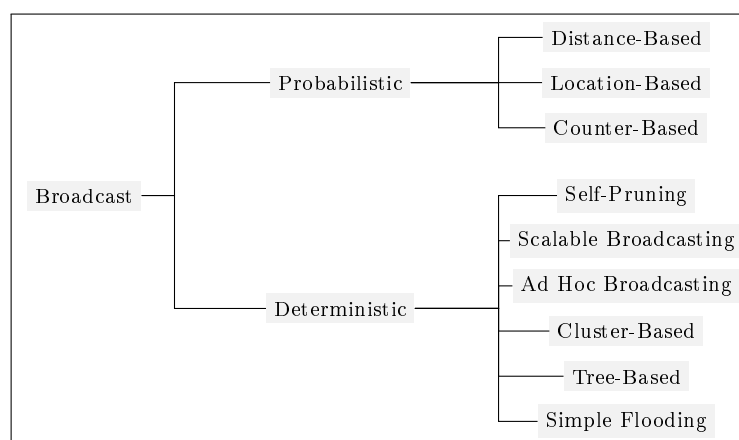 Broadcast
Probabilistic
Distance-Based
Location-Based
Counter-Based
Deterministic
Self-Pruning
Scalable Broadcasting
Ad Hoc Broadcasting
Cluster-Based
Tree-Based
Simple Flooding